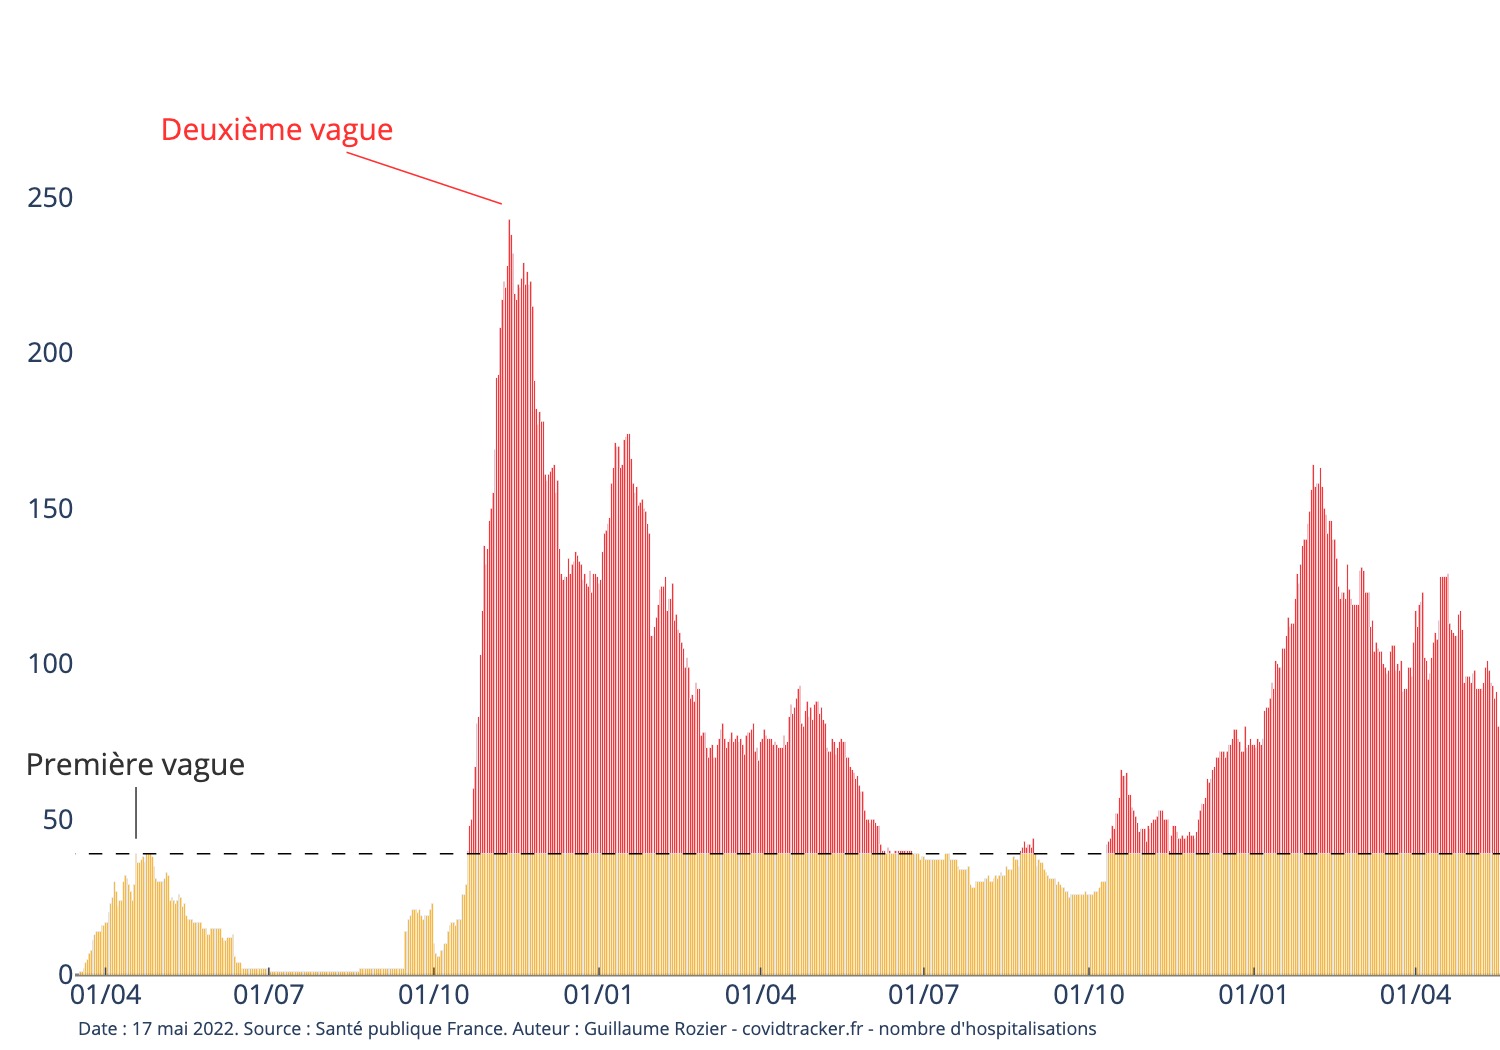 Deuxième vague
250
200
150
100
Première vague
50
0
01/04 01/07 01/10 01/01 01/04 01/07 01/10 01/01 01/04
Date : 17 mai 2022. Source : Santé publique France. Auteur : Guillaume Rozier - covidtracker.fr - nombre d'hospitalisations